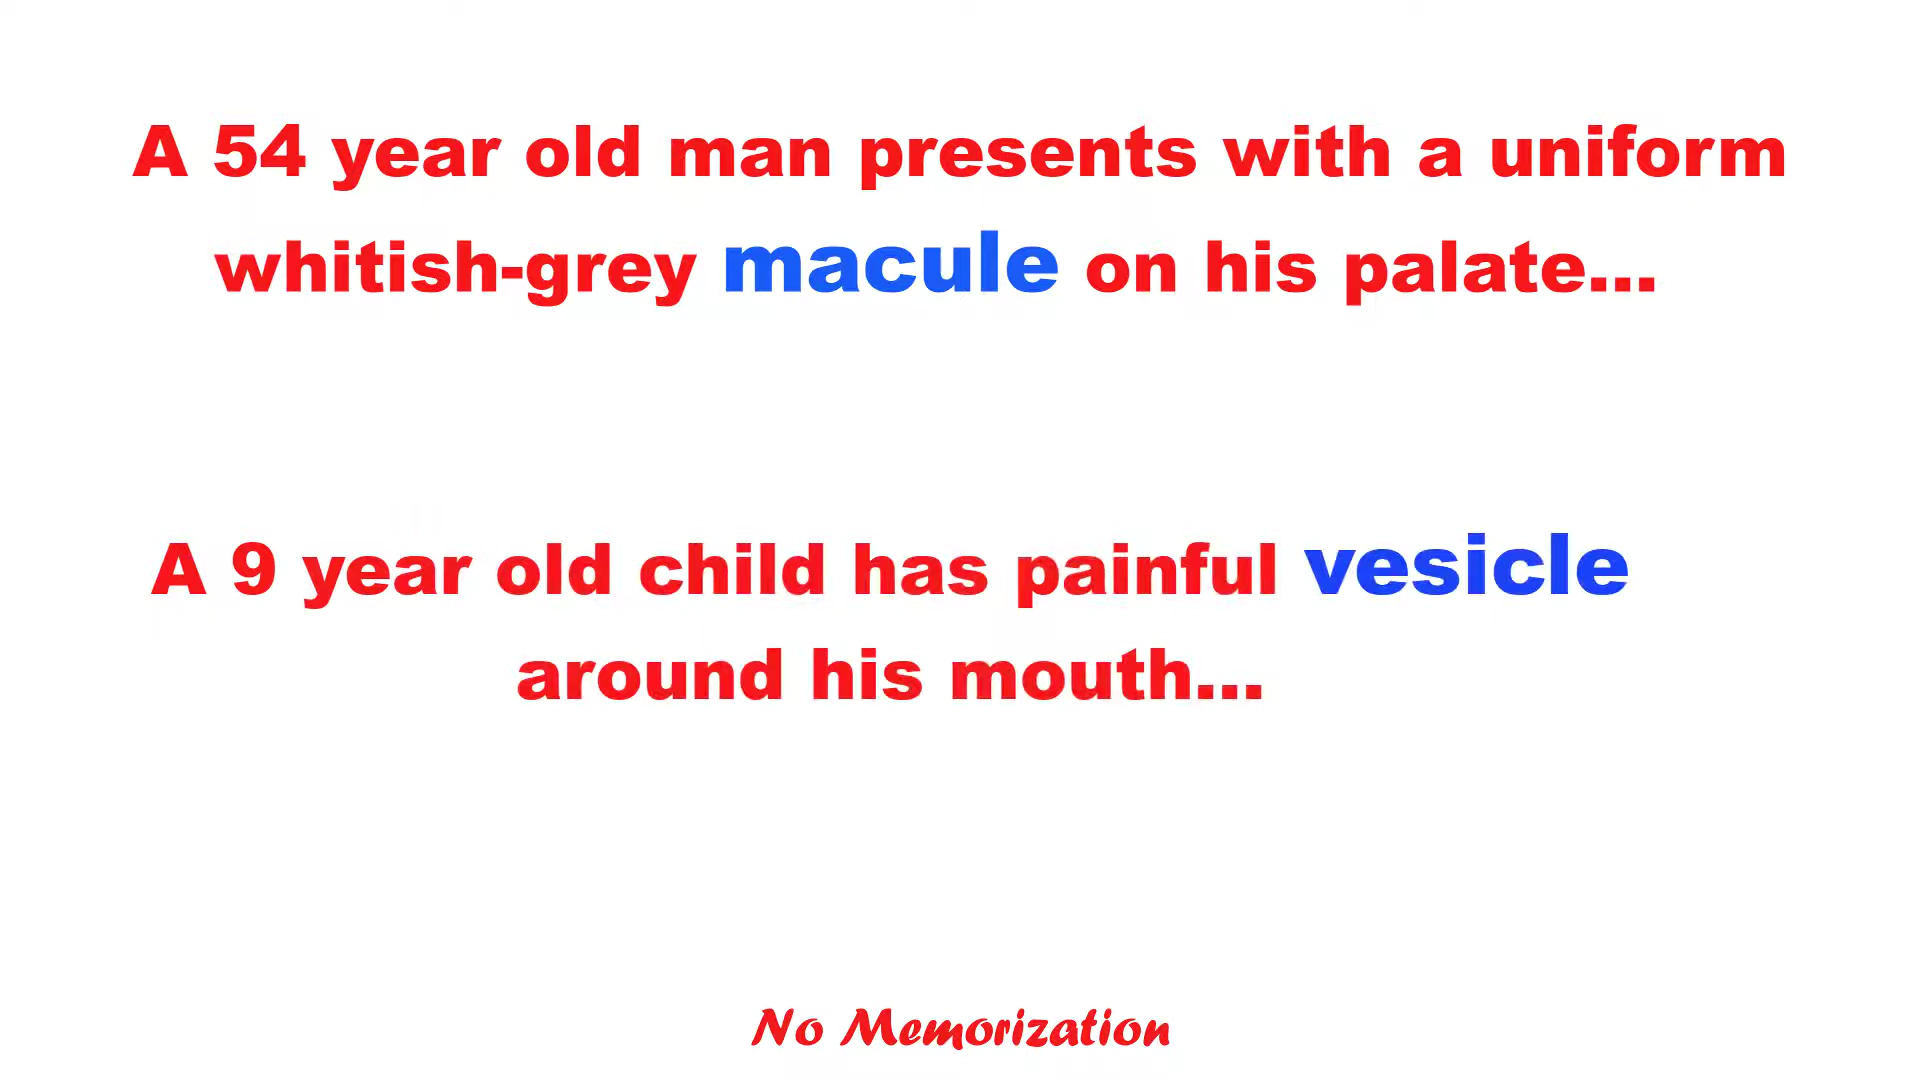 A 54 year old man presents with a uniform
whitish-grey macule on his palate...
A 9 year old child has painful vesicle
around his mouth...
No Memorization